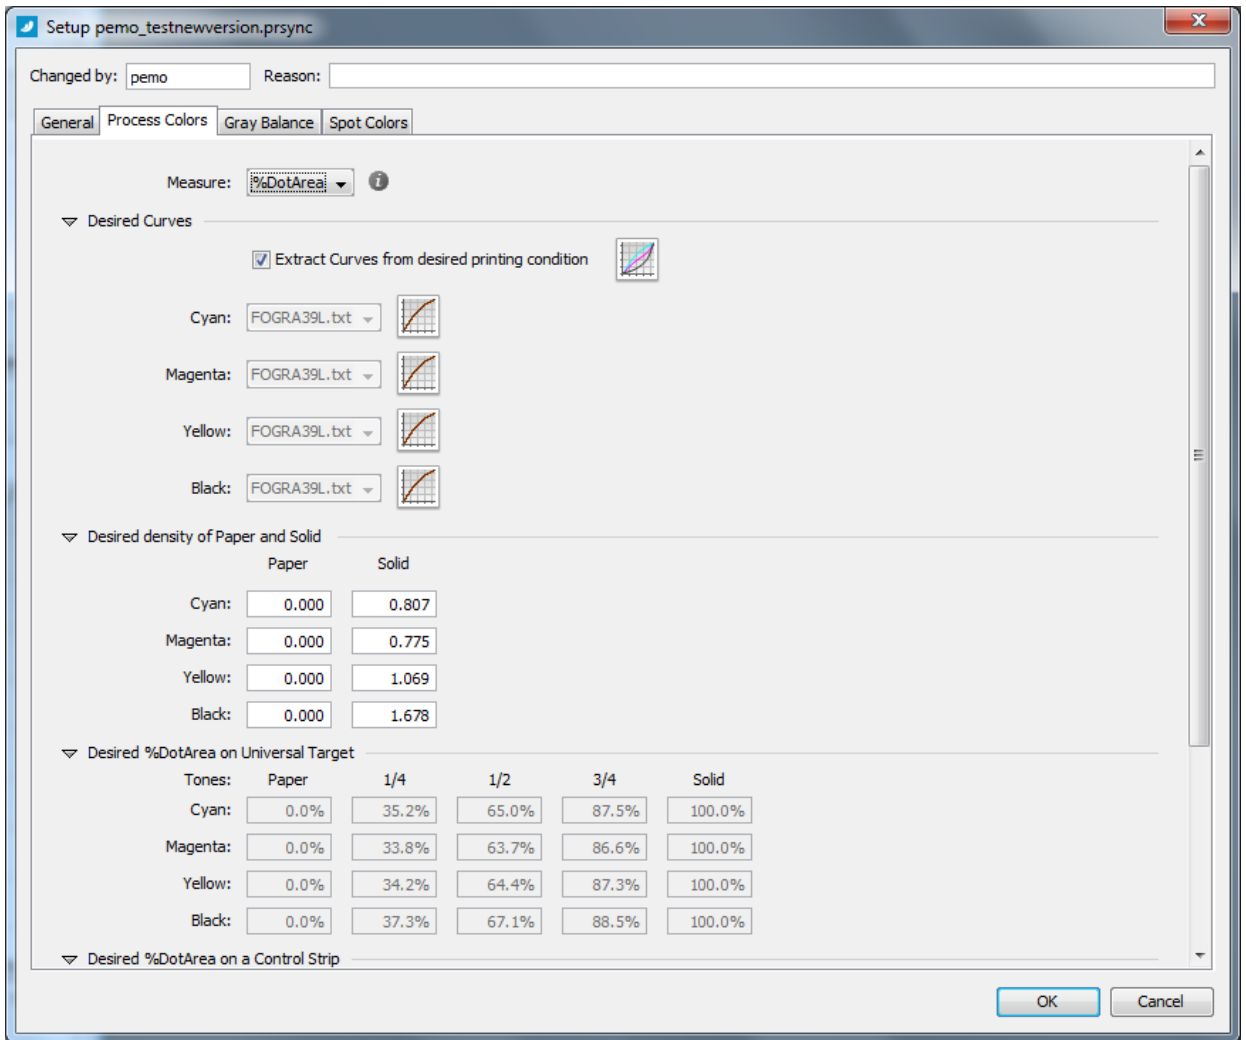 Setup pemo_testnewversion.prsync
Changed by: pemo Reason:
General Process Colors Gray Balance Spot Colors
Measure: %DotArea
Desired Curves
Extract Curves from desired printing condition
Cyan: FOGRA39L.txt
Magenta: FOGRA39L.txt
Yellow: FOGRA39L.txt
Black: FOGRA39L.txt
Desired density of Paper and Solid
Paper Solid
Cyan: 0.000 0.807
Magenta: 0.000 0.775
Yellow: 0.000 1.069
Black: 0.000 1.678
Desired %DotArea on Universal Target
Tones: Paper 1/4 1/2 3/4 Solid
Cyan: 0.0% 35.2% 65.0% 87.5% 100.0%
Magenta: 0.0% 33.8% 63.7% 86.6% 100.0%
Yellow: 0.0% 34.2% 64.4% 87.3% 100.0%
Black: 0.0% 37.3% 67.1% 88.5% 100.0%
Desired %DotArea on a Control Strip
OK Cancel